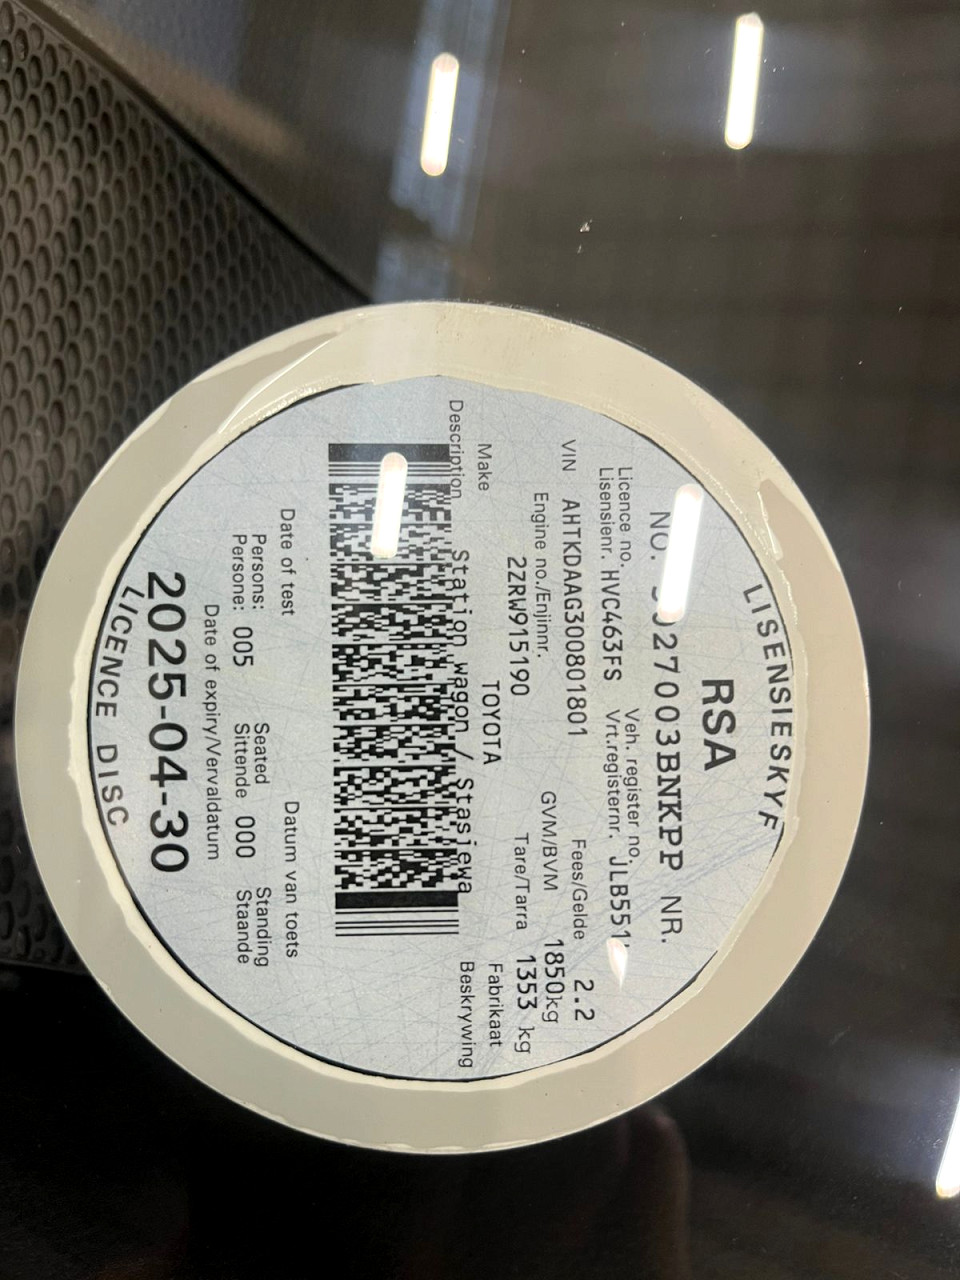 LISENSIESKYF
RSA
NO. NR.
Licence no. Veh. register no.
Lisensienr. HVC463FS Vrt.registernr.
Fees/Gelde 2.2
VIN AHTKDAAG300801801 GVM/BVM 1850kg
Engine no./Enjinnr. 2ZRW915190 Tare/Tarra 1353 kg
Make TOYOTA Fabrikaat
Description Station wagon / Stasiewa Beskrywing
Date of test Datum van toets
Persons: Seated Standing
Persone: 005 Sittende 000 Staande
Date of expiry/Vervaldatum
2025-04-30
LICENCE DISC